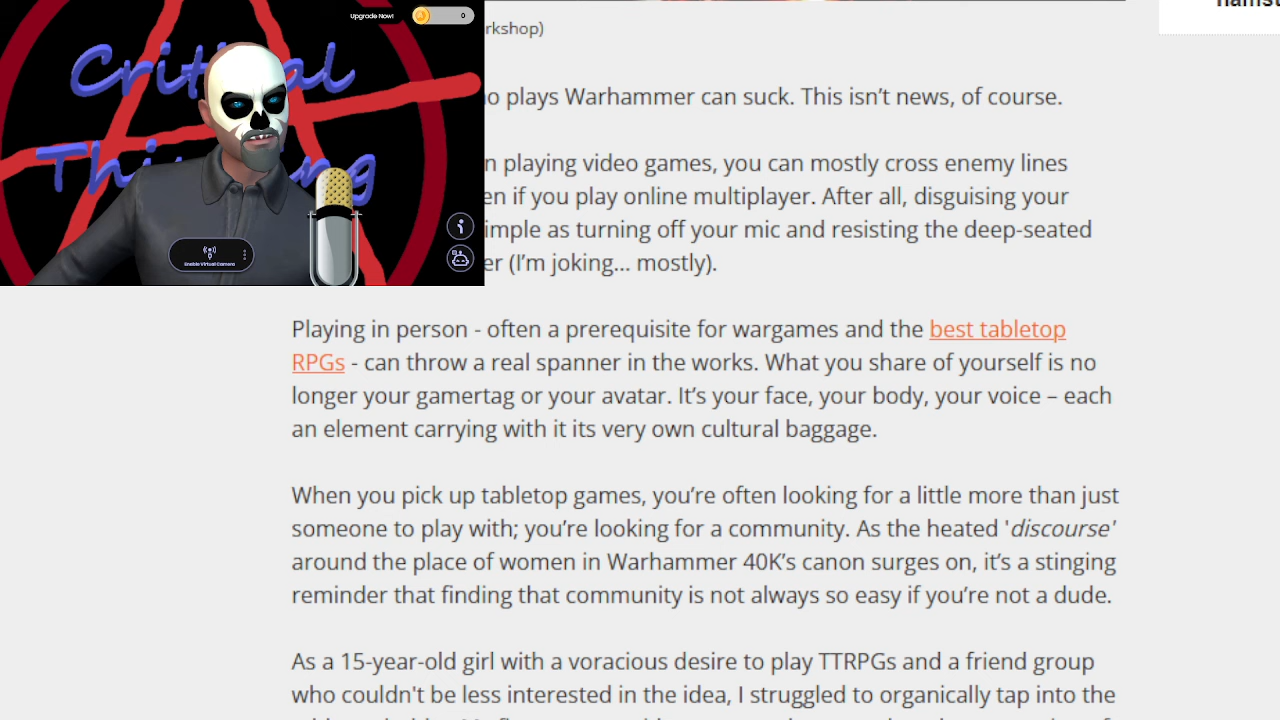 Upgrade Now!
0
Critical
Enable Virtual Camera
rkshop)
o plays Warhammer can suck. This isn't news, of course.
n playing video games, you can mostly cross enemy lines
en if you play online multiplayer. After all, disguising your
imple as turning off your mic and resisting the deep-seated
er (I'm joking... mostly).
Playing in person - often a prerequisite for wargames and the best tabletop
RPGs - can throw a real spanner in the works. What you share of yourself is no
longer your gamertag or your avatar. It's your face, your body, your voice – each
an element carrying with it its very own cultural baggage.
When you pick up tabletop games, you're often looking for a little more than just
someone to play with; you're looking for a community. As the heated 'discourse'
around the place of women in Warhammer 40K's canon surges on, it's a stinging
reminder that finding that community is not always so easy if you're not a dude.
As a 15-year-old girl with a voracious desire to play TTRPGs and a friend group
who couldn't be less interested in the idea, I struggled to organically tap into the